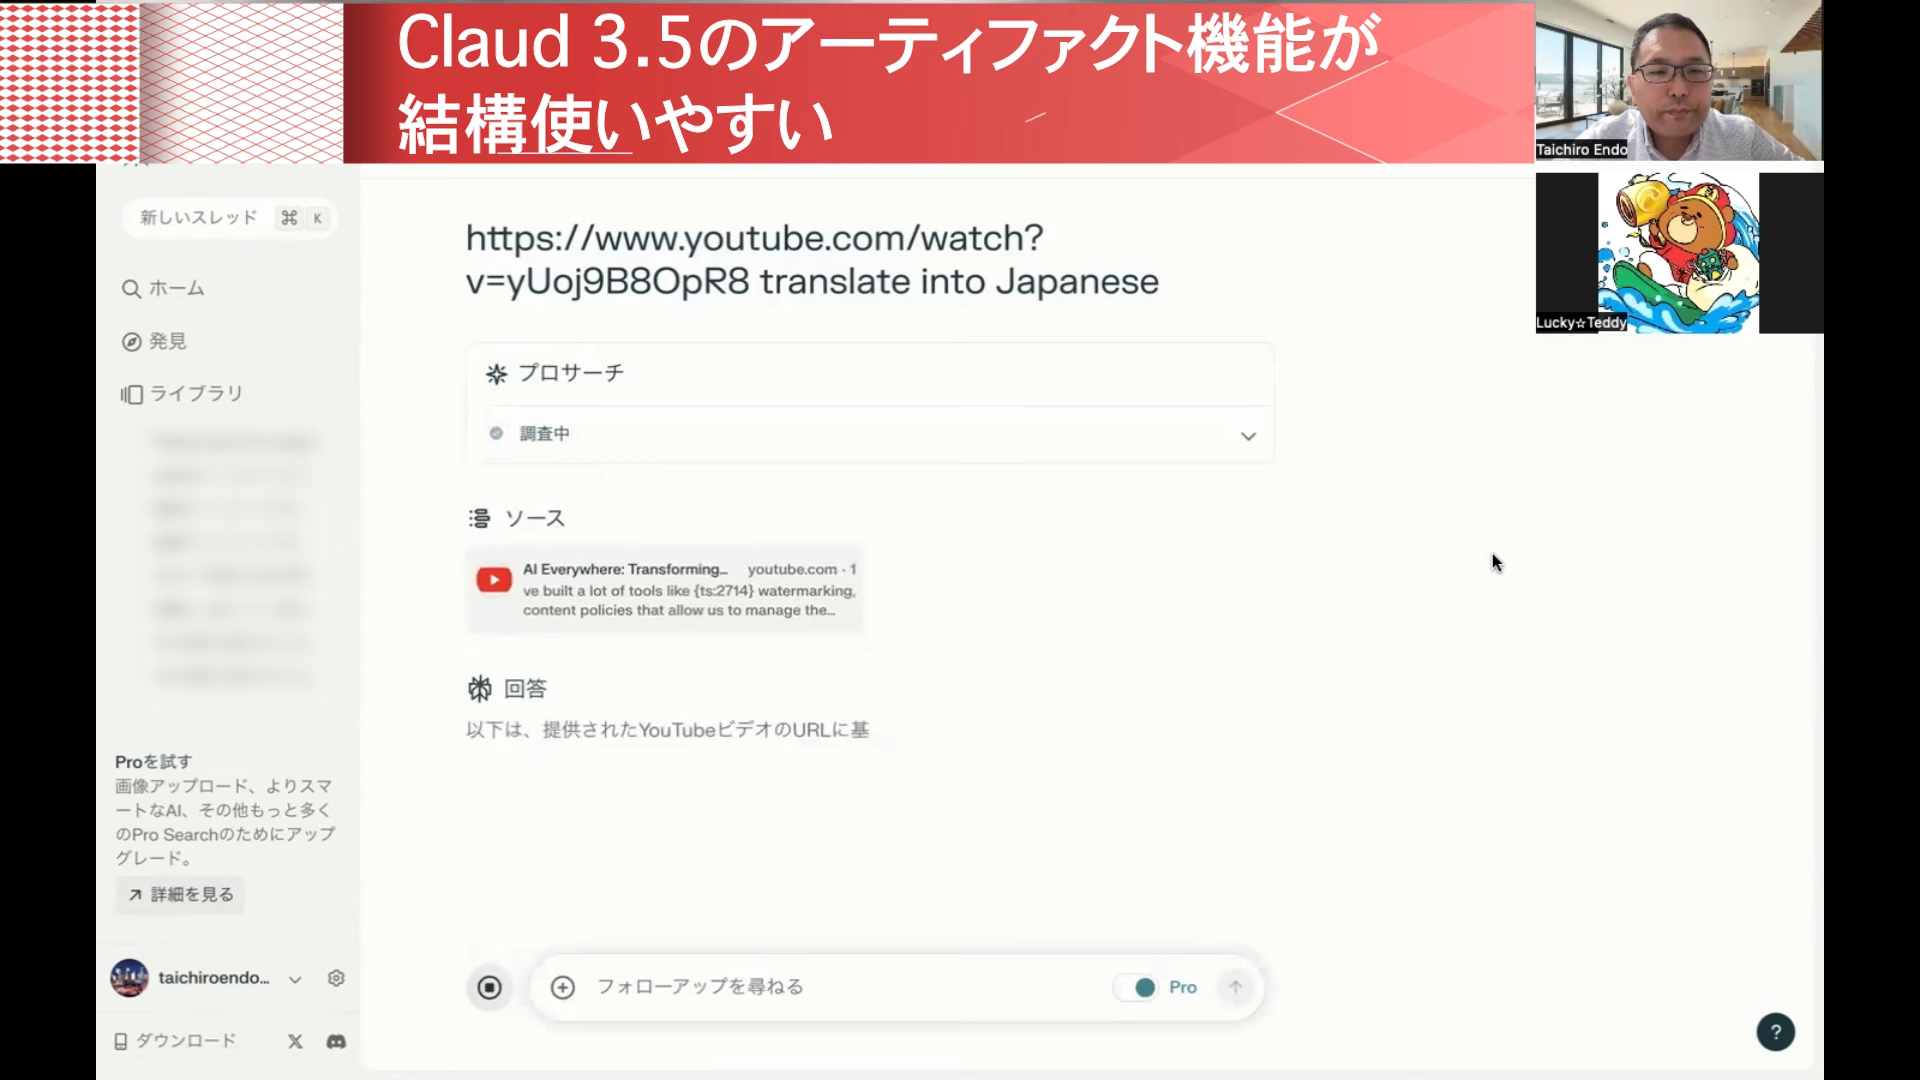 Claud 3.5のアーティファクト機能が
結構使いやすい
Taichiro Endo
Lucky☆Teddy
新しいスレッド ⌘ K
ホーム
発見
ライブラリ
Proを試す
画像アップロード、よりスマ
ートなAI、その他もっと多く
のPro Searchのためにアップ
グレード。
詳細を見る
taichiroendo...
ダウンロード
https://www.youtube.com/watch?
v=yUoj9B8OpR8 translate into Japanese
プロサーチ
調査中
ソース
AI Everywhere: Transforming... youtube.com · 1
ve built a lot of tools like {ts:2714} watermarking,
content policies that allow us to manage the...
回答
以下は、提供されたYouTubeビデオのURLに基
フォローアップを尋ねる Pro
?